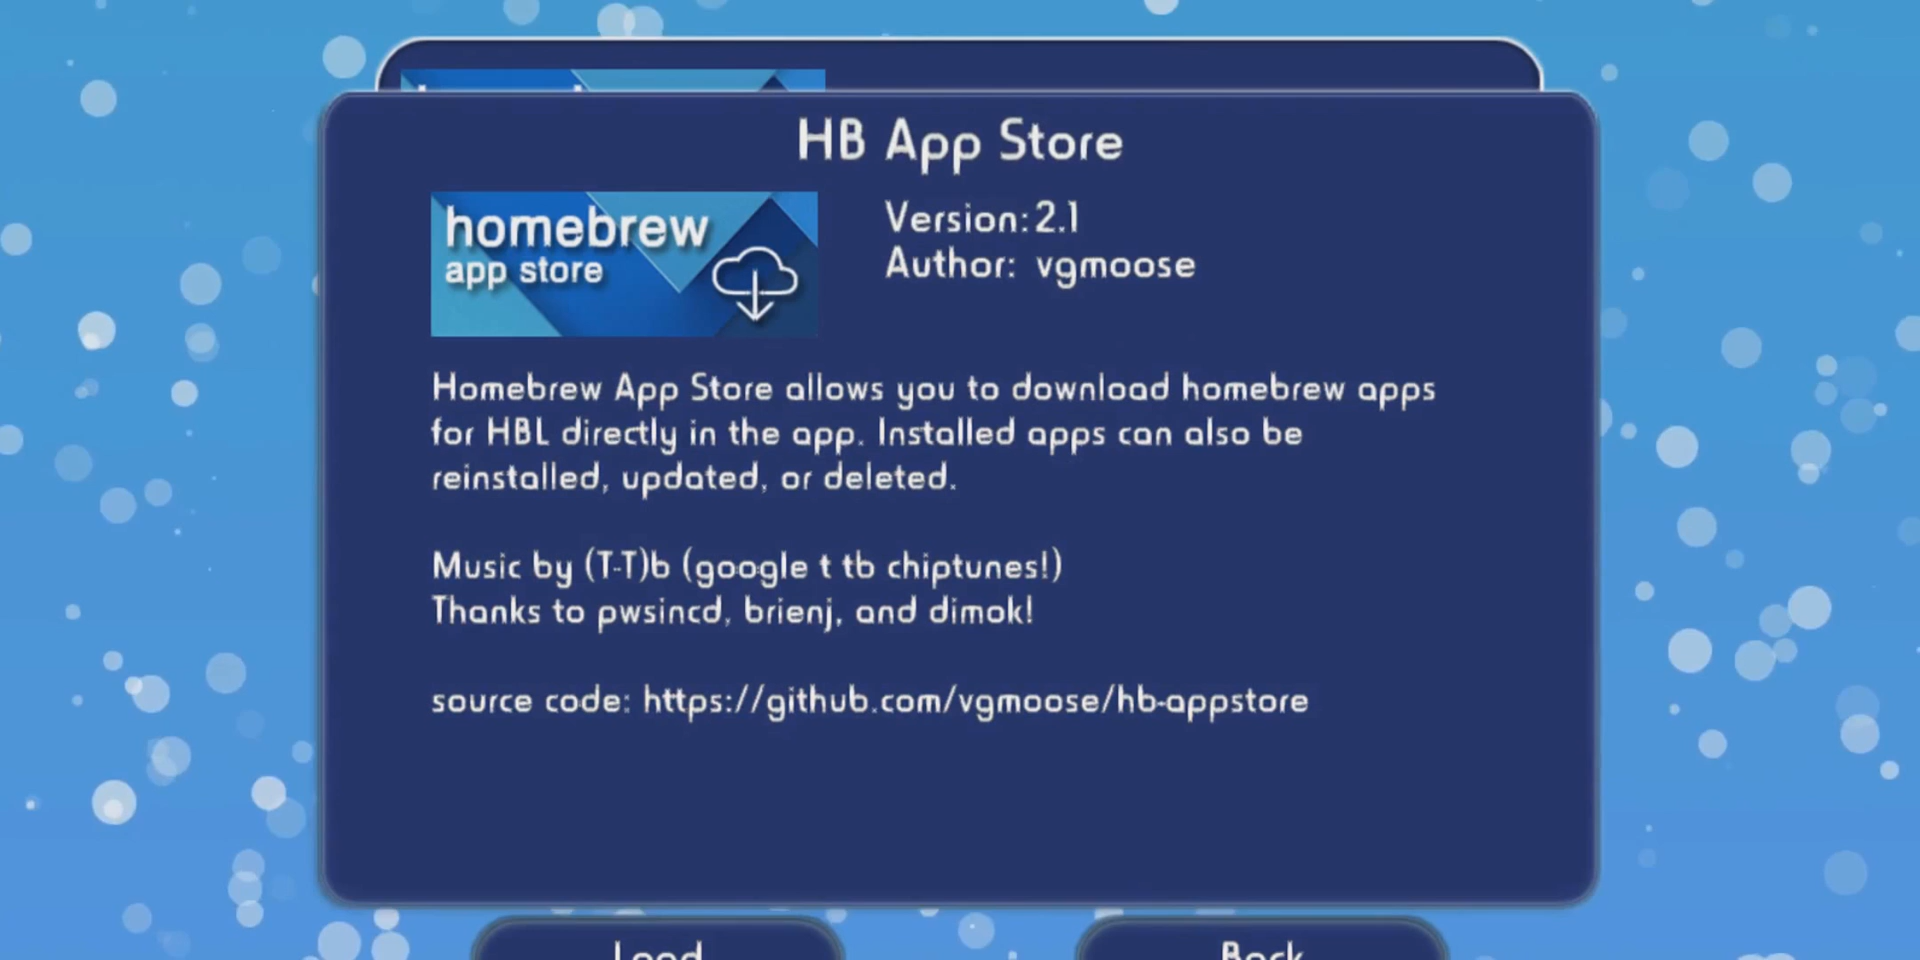 HB App Store
homebrew
app store
Version: 2.1
Author: vgmoose
Homebrew App Store allows you to download homebrew apps
for HBL directly in the app. Installed apps can also be
reinstalled, updated, or deleted.
Music by (T-T)b (google t tb chiptunes!)
Thanks to pwsincd, brienj, and dimok!
source code: https://github.com/vgmoose/hb-appstore
Load
Back